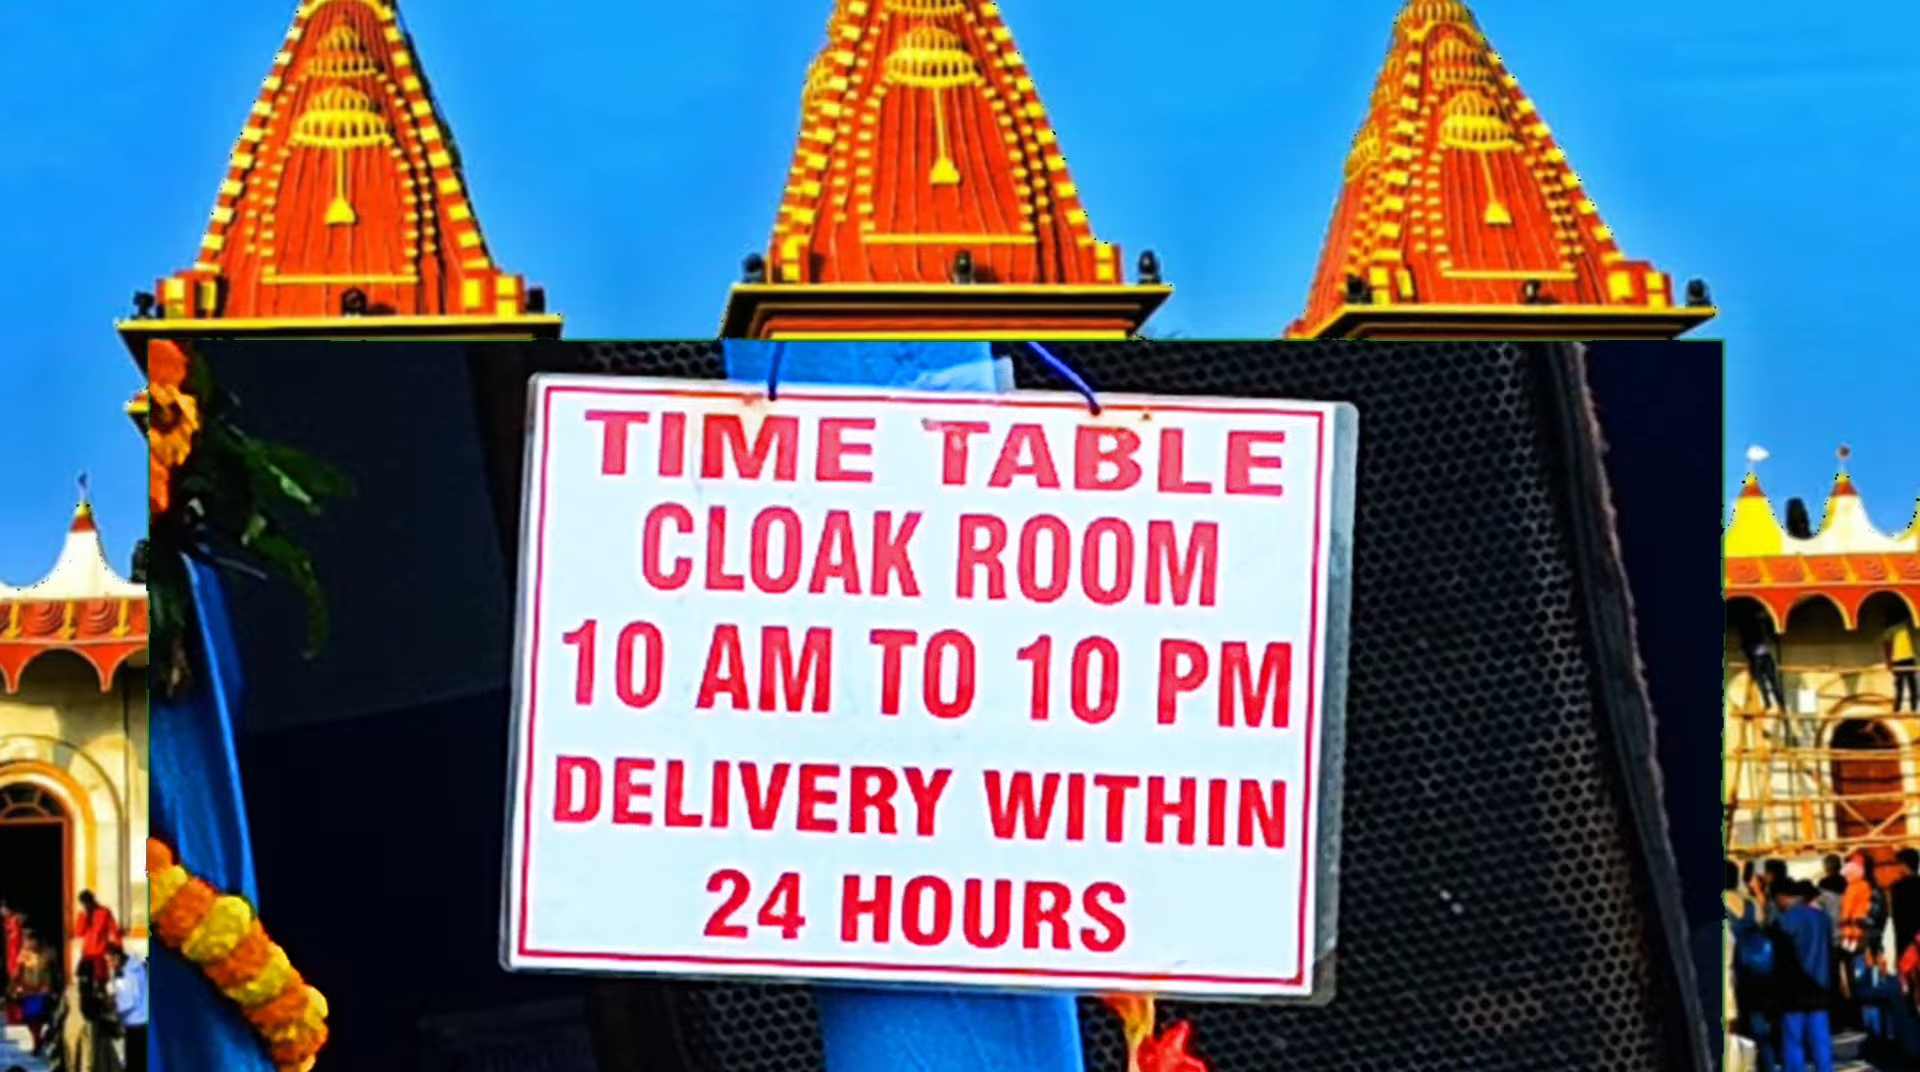 TIME TABLE
CLOAK ROOM
10 AM TO 10 PM
DELIVERY WITHIN
24 HOURS